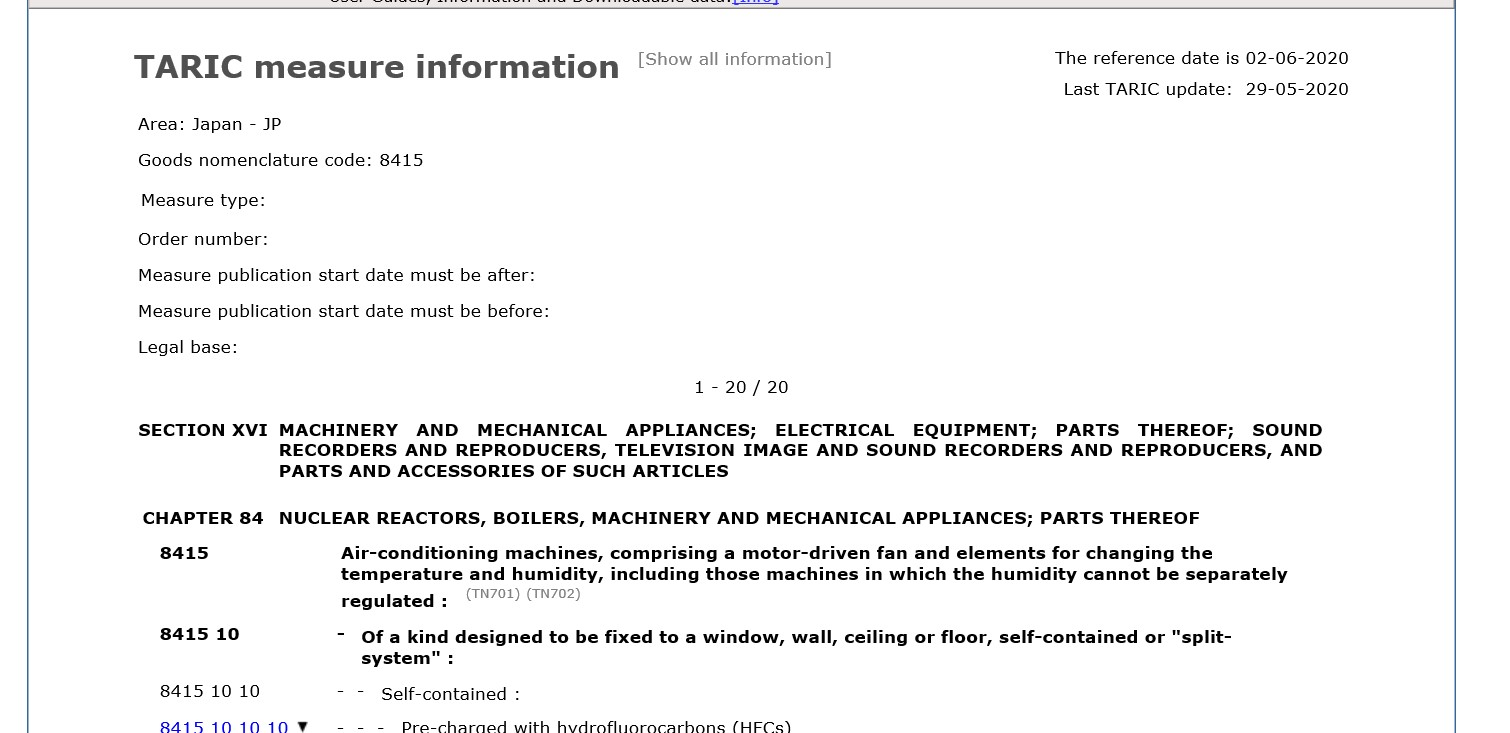 User Guides, Information and Downloadable data.[Info]
TARIC measure information [Show all information]
The reference date is 02-06-2020
Last TARIC update: 29-05-2020
Area: Japan - JP
Goods nomenclature code: 8415
Measure type:
Order number:
Measure publication start date must be after:
Measure publication start date must be before:
Legal base:
1 - 20 / 20
SECTION XVI MACHINERY AND MECHANICAL APPLIANCES; ELECTRICAL EQUIPMENT; PARTS THEREOF; SOUND
RECORDERS AND REPRODUCERS, TELEVISION IMAGE AND SOUND RECORDERS AND REPRODUCERS, AND
PARTS AND ACCESSORIES OF SUCH ARTICLES
CHAPTER 84 NUCLEAR REACTORS, BOILERS, MACHINERY AND MECHANICAL APPLIANCES; PARTS THEREOF
8415 Air-conditioning machines, comprising a motor-driven fan and elements for changing the
temperature and humidity, including those machines in which the humidity cannot be separately
regulated : (TN701) (TN702)
8415 10 - Of a kind designed to be fixed to a window, wall, ceiling or floor, self-contained or "split-
system" :
8415 10 10 - - Self-contained :
8415 10 10 10 ▼ - - - Pre-charged with hydrofluorocarbons (HFCs)